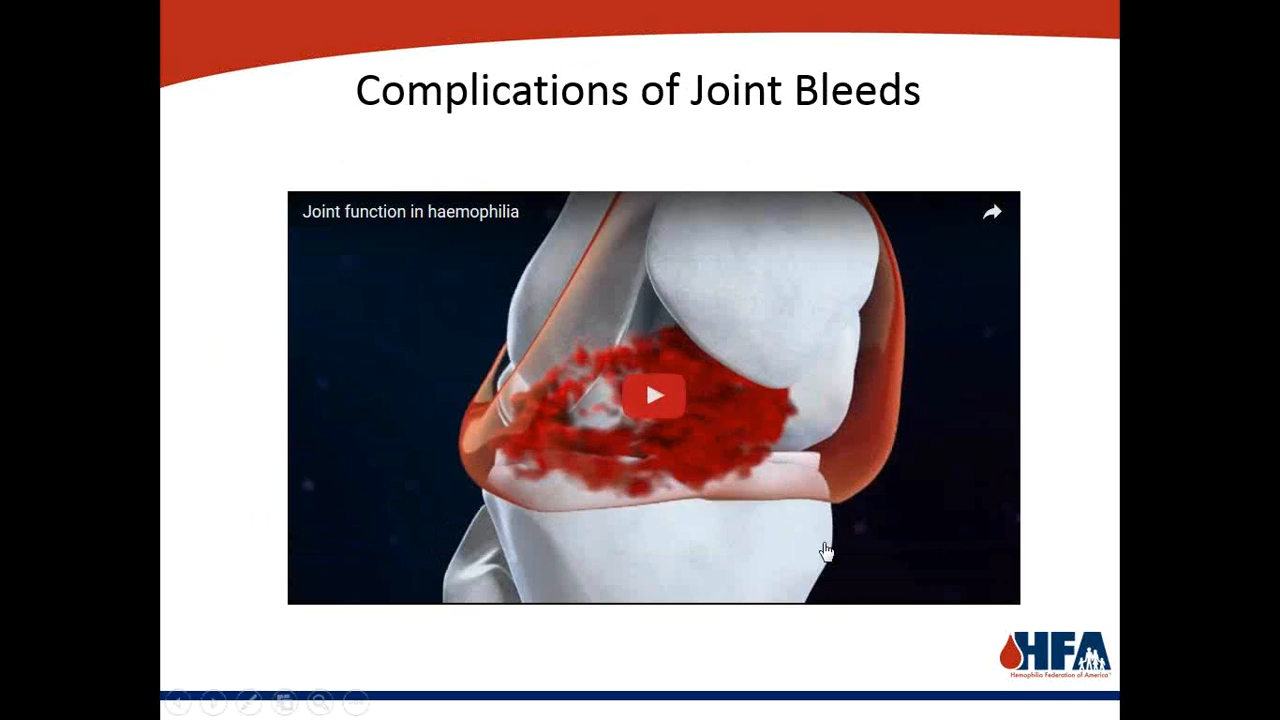 Complications of Joint Bleeds
Joint function in haemophilia
HFA
Hemophilia Federation of America